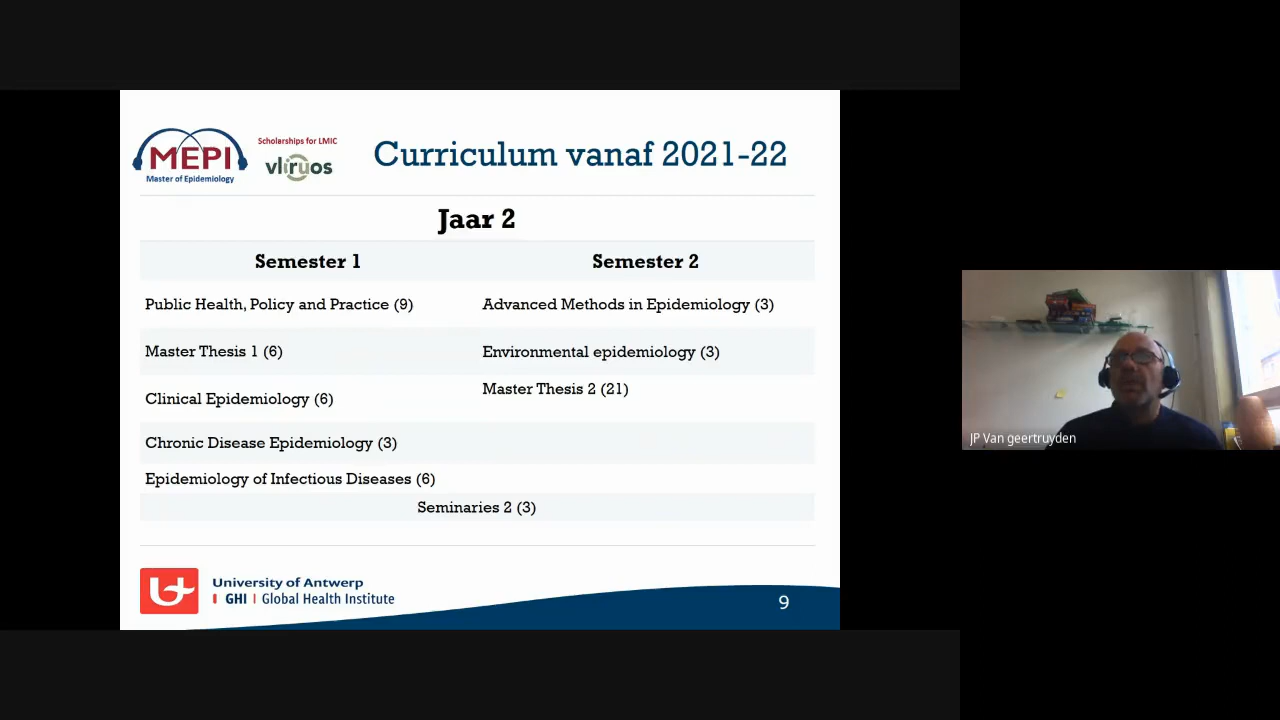 MEPI
Master of Epidemiology
Scholarships for LMIC
vliruos
Curriculum vanaf 2021-22
Jaar 2
Semester 1
Semester 2
Public Health, Policy and Practice (9)
Advanced Methods in Epidemiology (3)
Master Thesis 1 (6)
Environmental epidemiology (3)
Master Thesis 2 (21)
Clinical Epidemiology (6)
Chronic Disease Epidemiology (3)
Epidemiology of Infectious Diseases (6)
Seminaries 2 (3)
University of Antwerp
GHI | Global Health Institute
9
JP Van geertruyden